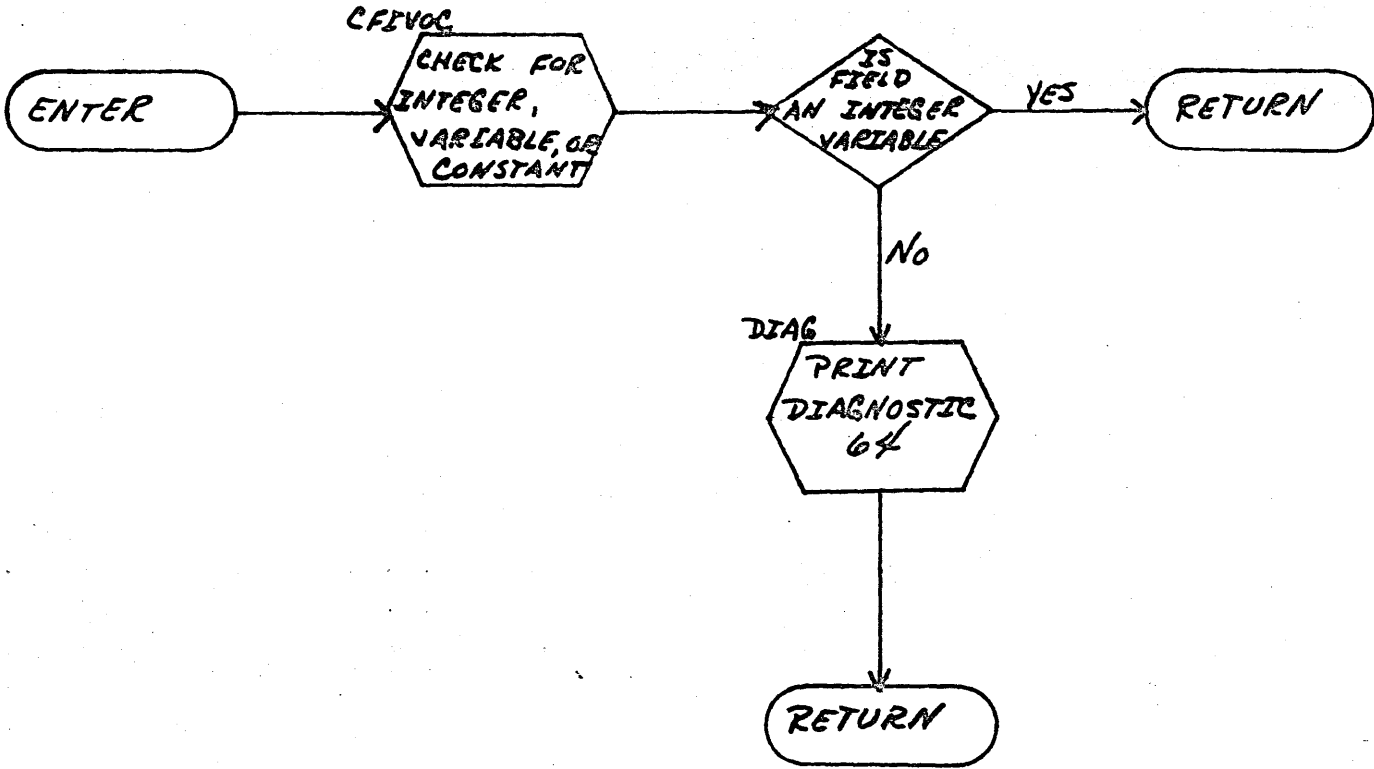 CFIVOC
ENTER
CHECK FOR
INTEGER,
VARIABLE, OR
CONSTANT
IS
FIELD
AN INTEGER
VARIABLE
YES
RETURN
NO
DIAG
PRINT
DIAGNOSTIC
64
RETURN